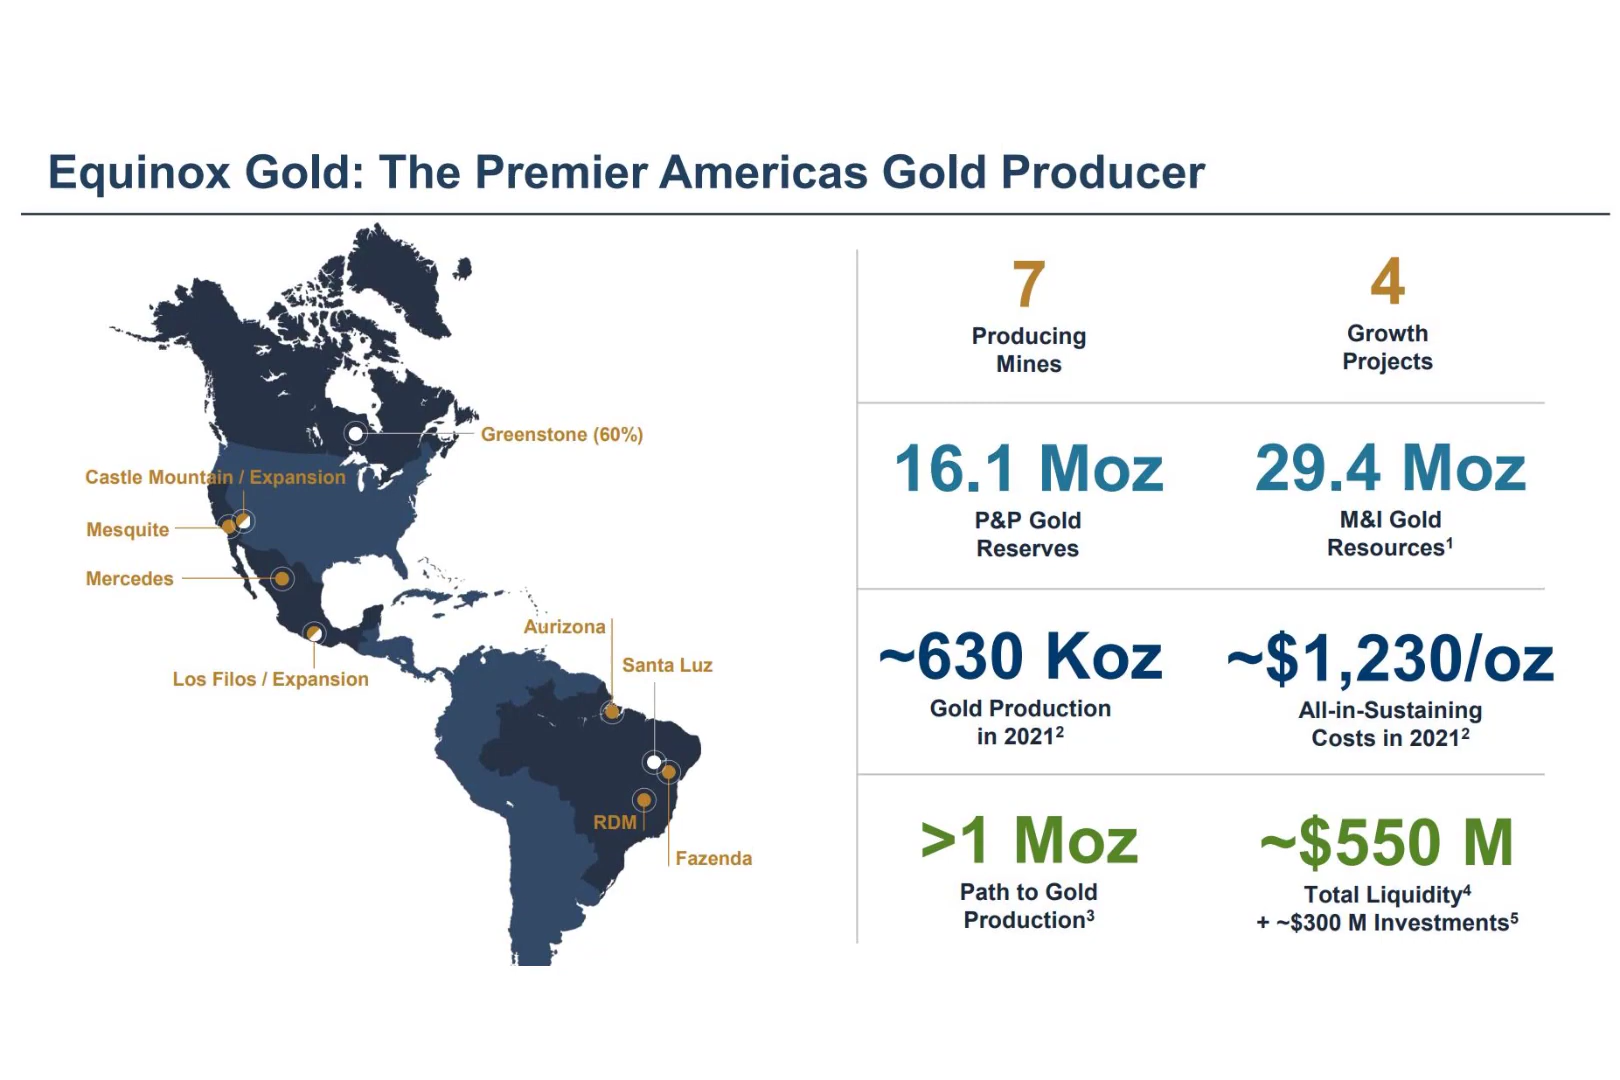 Equinox Gold: The Premier Americas Gold Producer
Greenstone (60%)
Castle Mountain / Expansion
Mesquite
Mercedes
Los Filos / Expansion
Aurizona
Santa Luz
RDM
Fazenda
7
Producing
Mines
4
Growth
Projects
16.1 Moz
P&P Gold
Reserves
29.4 Moz
M&I Gold
Resources¹
~630 Koz
Gold Production
in 2021²
~$1,230/oz
All-in-Sustaining
Costs in 2021²
>1 Moz
Path to Gold
Production³
~$550 M
Total Liquidity⁴
+ ~$300 M Investments⁵